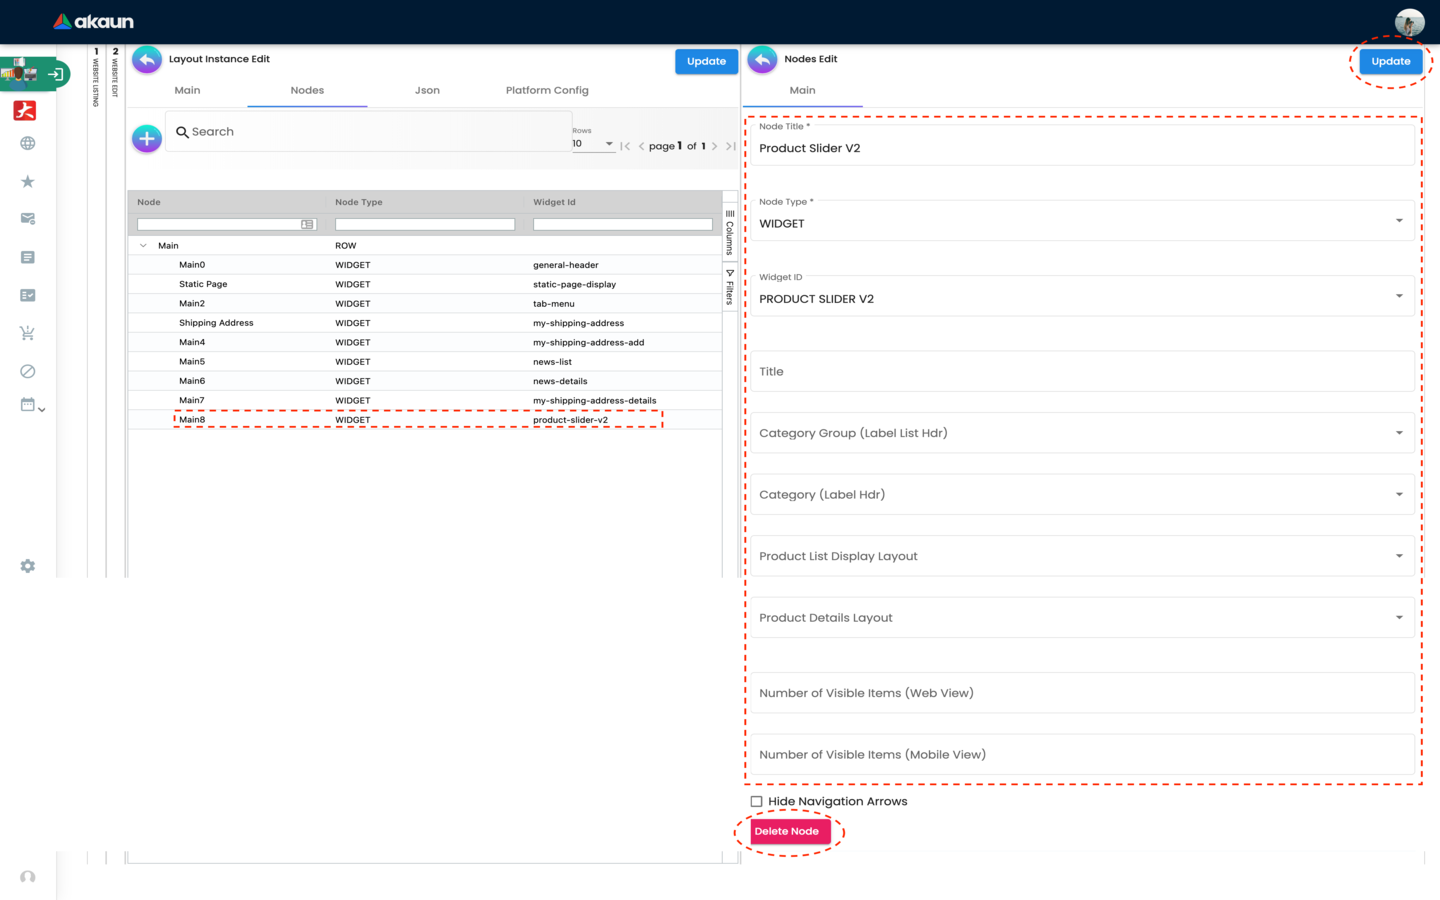 akaun
1 WEBSITE LISTING
2 WEBSITE EDIT
Layout Instance Edit
Update
Main
Nodes
Json
Platform Config
Search
Rows
10
page 1 of 1
Node
Node Type
Widget Id
Main
ROW
Main0 WIDGET general-header
Static Page WIDGET static-page-display
Main2 WIDGET tab-menu
Shipping Address WIDGET my-shipping-address
Main4 WIDGET my-shipping-address-add
Main5 WIDGET news-list
Main6 WIDGET news-details
Main7 WIDGET my-shipping-address-details
Main8 WIDGET product-slider-v2
Columns
Filters
Nodes Edit
Update
Main
Node Title *
Product Slider V2
Node Type *
WIDGET
Widget ID
PRODUCT SLIDER V2
Title
Category Group (Label List Hdr)
Category (Label Hdr)
Product List Display Layout
Product Details Layout
Number of Visible Items (Web View)
Number of Visible Items (Mobile View)
Hide Navigation Arrows
Delete Node